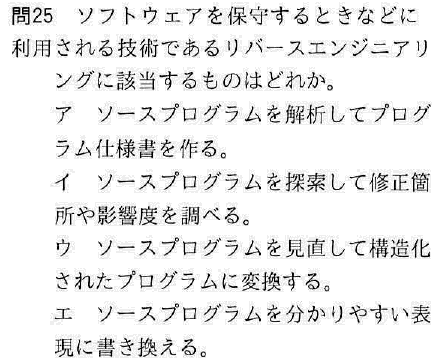 問25　ソフトウェアを保守するときなどに
利用される技術であるリバースエンジニアリ
ングに該当するものはどれか。
ア　ソースプログラムを解析してプログ
ラム仕様書を作る。
イ　ソースプログラムを探索して修正箇
所や影響度を調べる。
ウ　ソースプログラムを見直して構造化
されたプログラムに変換する。
エ　ソースプログラムを分かりやすい表
現に書き換える。